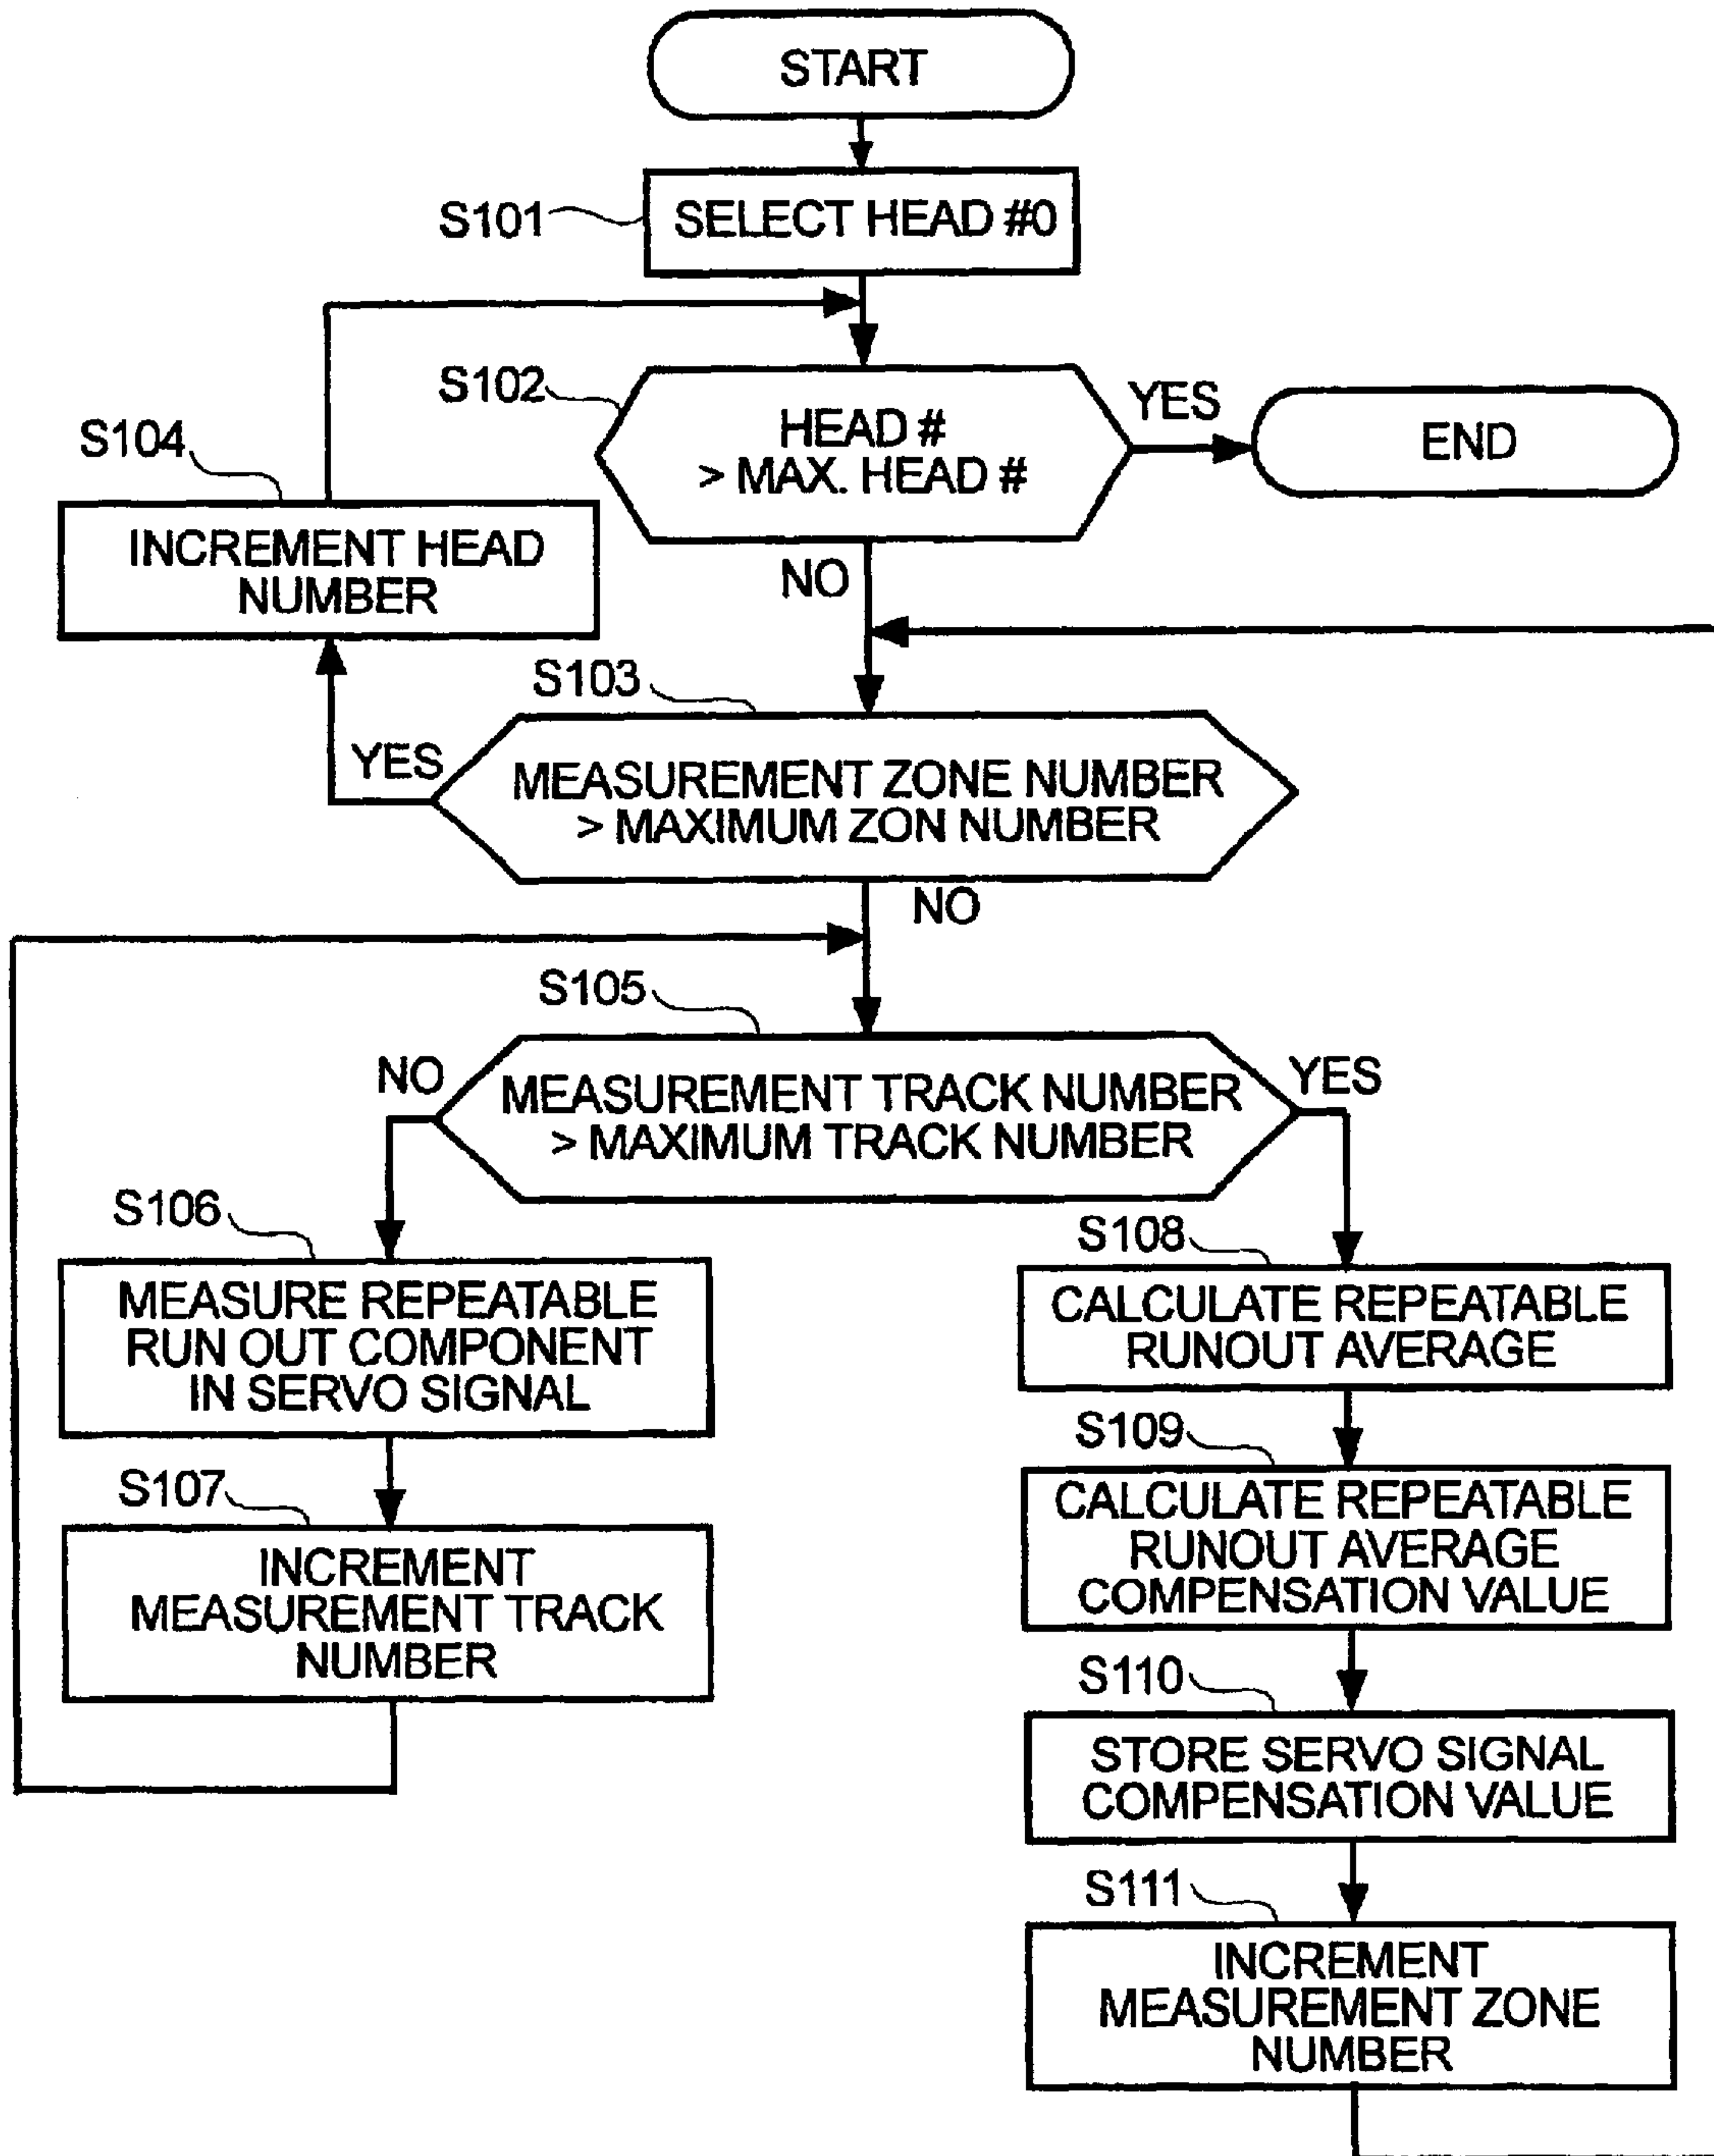 START
S101
SELECT HEAD #0
S102
HEAD #
> MAX. HEAD #
YES
END
S104
INCREMENT HEAD
NUMBER
NO
S103
YES
MEASUREMENT ZONE NUMBER
> MAXIMUM ZON NUMBER
NO
S105
NO
MEASUREMENT TRACK NUMBER
> MAXIMUM TRACK NUMBER
YES
S106
MEASURE REPEATABLE
RUN OUT COMPONENT
IN SERVO SIGNAL
S107
INCREMENT
MEASUREMENT TRACK
NUMBER
S108
CALCULATE REPEATABLE
RUNOUT AVERAGE
S109
CALCULATE REPEATABLE
RUNOUT AVERAGE
COMPENSATION VALUE
S110
STORE SERVO SIGNAL
COMPENSATION VALUE
S111
INCREMENT
MEASUREMENT ZONE
NUMBER